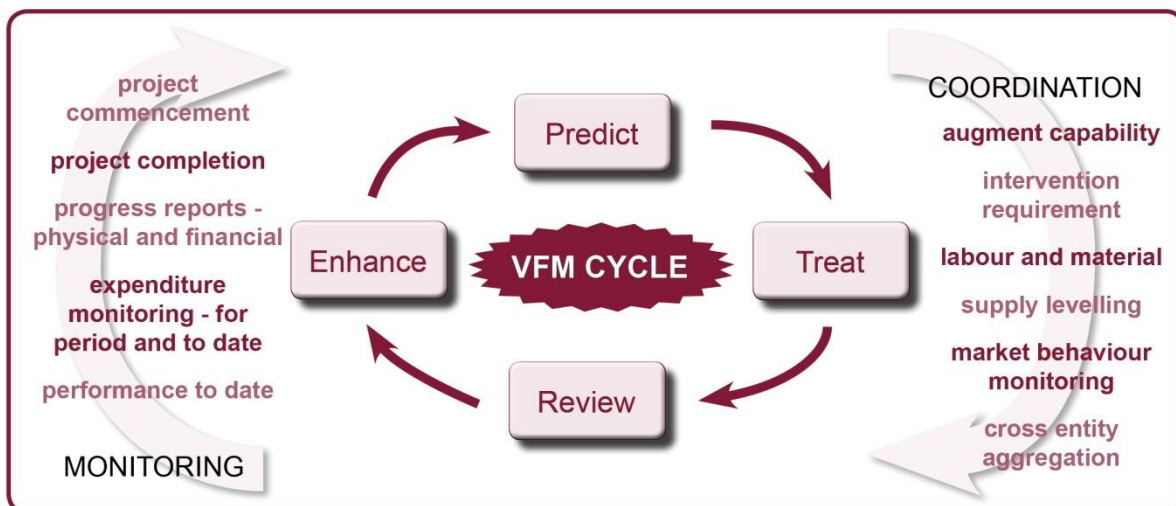 project
commencement
project completion
progress reports -
physical and financial
expenditure
monitoring - for
period and to date
performance to date
MONITORING
Predict
Enhance
VFM CYCLE
Treat
Review
COORDINATION
augment capability
intervention
requirement
labour and material
supply levelling
market behaviour
monitoring
cross entity
aggregation